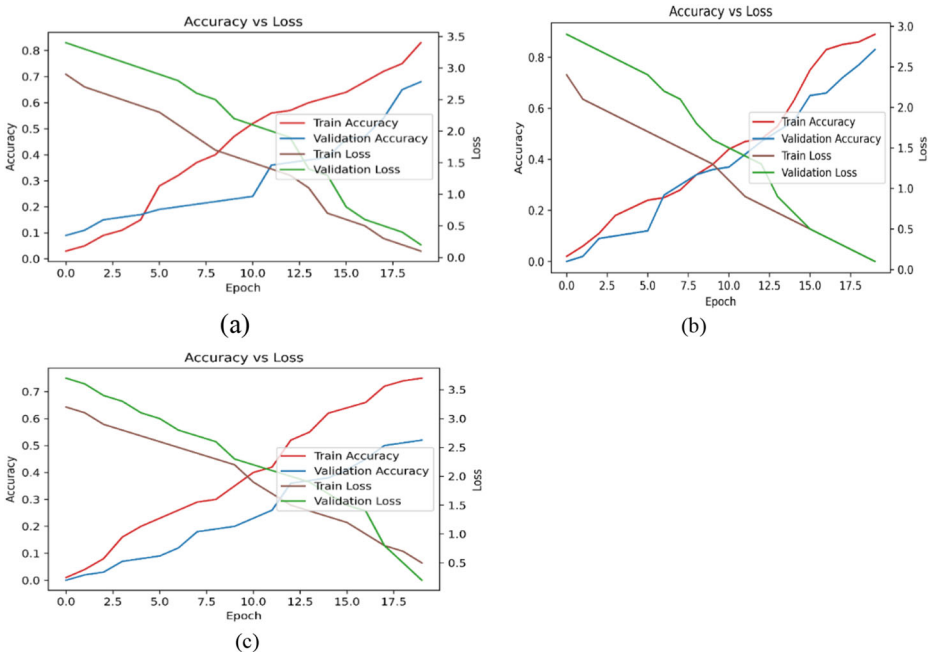 Accuracy vs Loss
Accuracy
0.8
0.7
0.6
0.5
0.4
0.3
0.2
0.1
0.0
3.5
3.0
2.5
2.0
1.5
1.0
0.5
0.0
Loss
Train Accuracy
Validation Accuracy
Train Loss
Validation Loss
0.0 2.5 5.0 7.5 10.0 12.5 15.0 17.5
Epoch
(a)
Accuracy vs Loss
Accuracy
0.8
0.6
0.4
0.2
0.0
3.0
2.5
2.0
1.5
1.0
0.5
0.0
Loss
Train Accuracy
Validation Accuracy
Train Loss
Validation Loss
0.0 2.5 5.0 7.5 10.0 12.5 15.0 17.5
Epoch
(b)
Accuracy vs Loss
Accuracy
0.7
0.6
0.5
0.4
0.3
0.2
0.1
0.0
3.5
3.0
2.5
2.0
1.5
1.0
0.5
Loss
Train Accuracy
Validation Accuracy
Train Loss
Validation Loss
0.0 2.5 5.0 7.5 10.0 12.5 15.0 17.5
Epoch
(c)